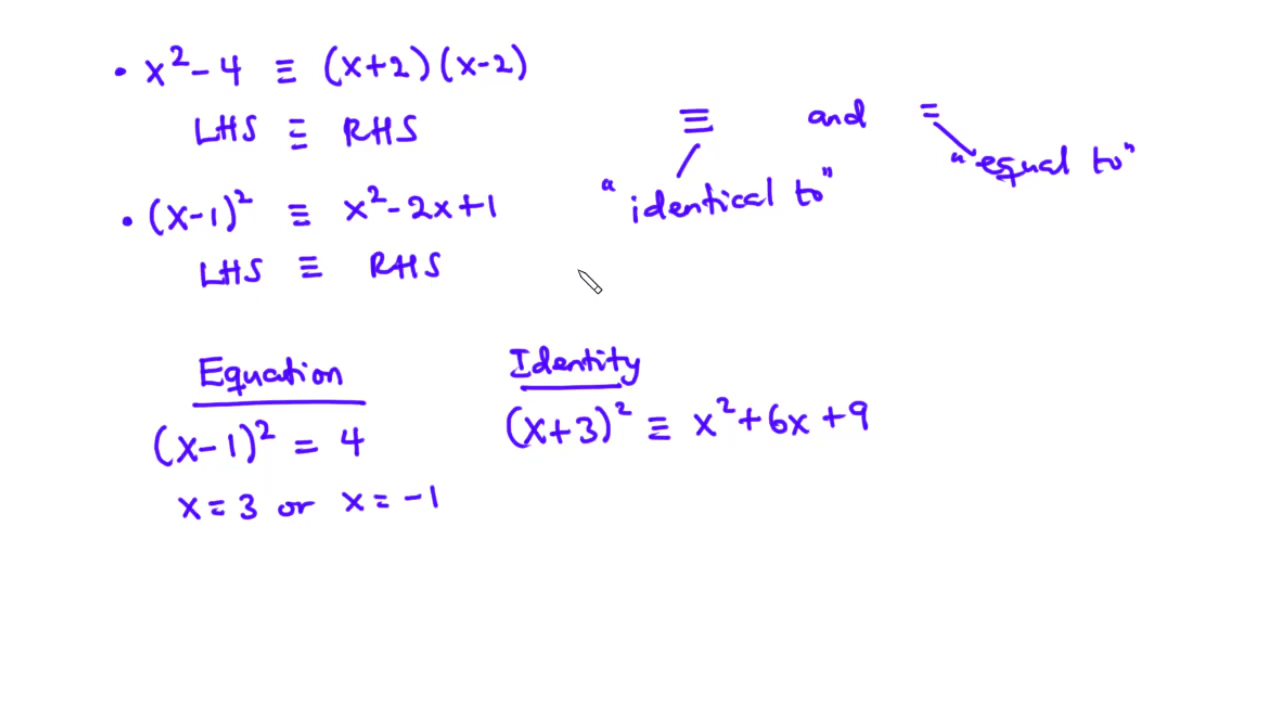 • x² - 4 ≡ (x+2)(x-2)
LHS ≡ RHS
≡ and =
"identical to"
"equal to"
• (x-1)² ≡ x² - 2x + 1
LHS ≡ RHS
Equation
(x-1)² = 4
x = 3 or x = -1
Identity
(x+3)² ≡ x² + 6x + 9